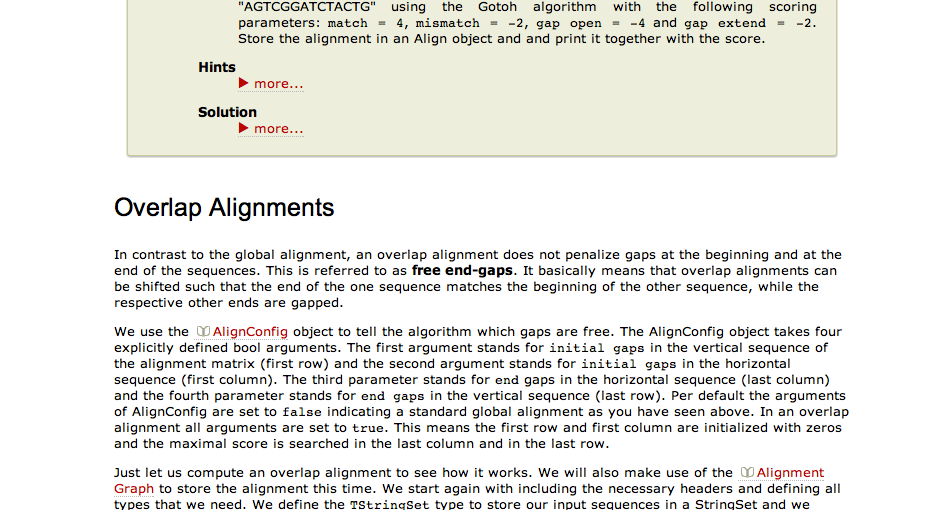 "AGTCGGATCTACTG" using the Gotoh algorithm with the following scoring
parameters: match = 4, mismatch = -2, gap open = -4 and gap extend = -2.
Store the alignment in an Align object and and print it together with the score.
Hints
more...
Solution
more...
Overlap Alignments
In contrast to the global alignment, an overlap alignment does not penalize gaps at the beginning and at the
end of the sequences. This is referred to as free end-gaps. It basically means that overlap alignments can
be shifted such that the end of the one sequence matches the beginning of the other sequence, while the
respective other ends are gapped.
We use the AlignConfig object to tell the algorithm which gaps are free. The AlignConfig object takes four
explicitly defined bool arguments. The first argument stands for initial gaps in the vertical sequence of
the alignment matrix (first row) and the second argument stands for initial gaps in the horizontal
sequence (first column). The third parameter stands for end gaps in the horizontal sequence (last column)
and the fourth parameter stands for end gaps in the vertical sequence (last row). Per default the arguments
of AlignConfig are set to false indicating a standard global alignment as you have seen above. In an overlap
alignment all arguments are set to true. This means the first row and first column are initialized with zeros
and the maximal score is searched in the last column and in the last row.
Just let us compute an overlap alignment to see how it works. We will also make use of the Alignment
Graph to store the alignment this time. We start again with including the necessary headers and defining all
types that we need. We define the TStringSet type to store our input sequences in a StringSet and we